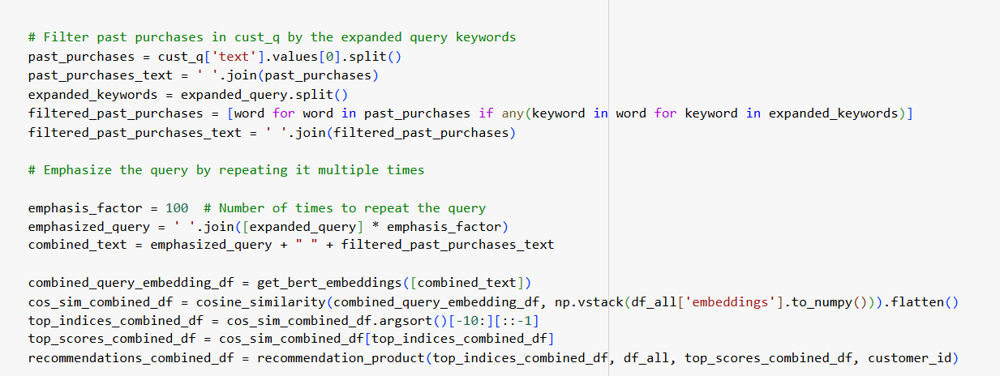 # Filter past purchases in cust_q by the expanded query keywords
past_purchases = cust_q['text'].values[0].split()
past_purchases_text = ' '.join(past_purchases)
expanded_keywords = expanded_query.split()
filtered_past_purchases = [word for word in past_purchases if any(keyword in word for keyword in expanded_keywords)]
filtered_past_purchases_text = ' '.join(filtered_past_purchases)
# Emphasize the query by repeating it multiple times
emphasis_factor = 100  # Number of times to repeat the query
emphasized_query = ' '.join([expanded_query] * emphasis_factor)
combined_text = emphasized_query + " " + filtered_past_purchases_text
combined_query_embedding_df = get_bert_embeddings([combined_text])
cos_sim_combined_df = cosine_similarity(combined_query_embedding_df, np.vstack(df_all['embeddings'].to_numpy())).flatten()
top_indices_combined_df = cos_sim_combined_df.argsort()[-10:][::-1]
top_scores_combined_df = cos_sim_combined_df[top_indices_combined_df]
recommendations_combined_df = recommendation_product(top_indices_combined_df, df_all, top_scores_combined_df, customer_id)